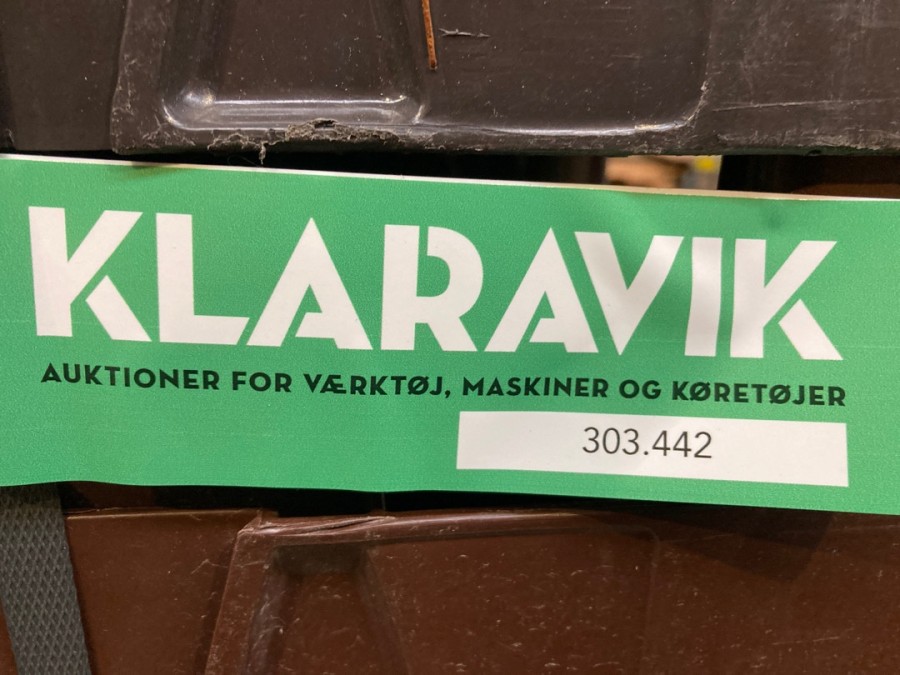 KLARAVIK
AUKTIONER FOR VÆRKTØJ, MASKINER OG KØRETØJER
303.442